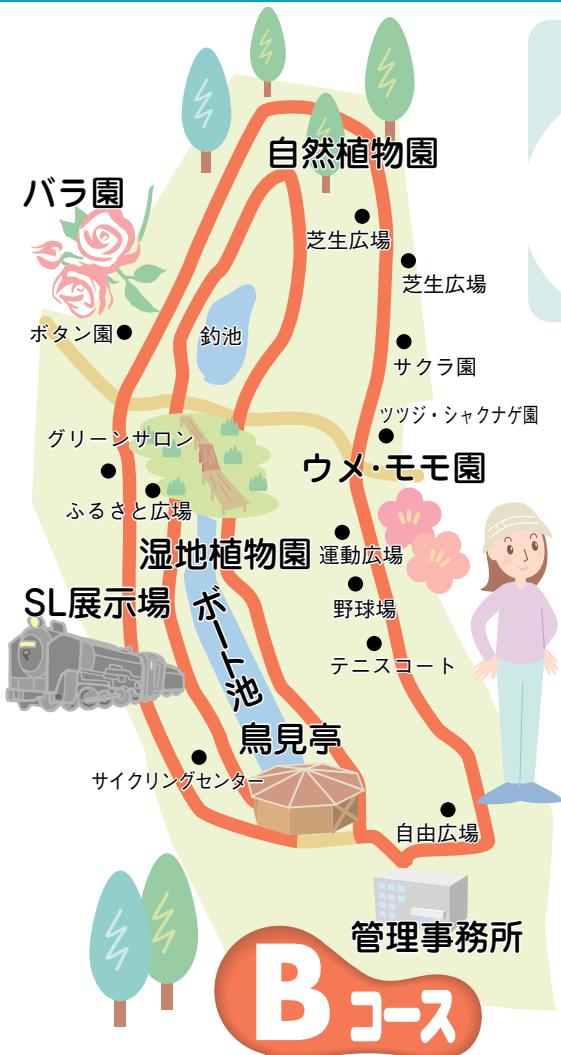 自然植物園
バラ園
芝生広場
芝生広場
ボタン園
釣池
サクラ園
ツツジ・シャクナゲ園
グリーンサロン
ウメ・モモ園
ふるさと広場
湿地植物園
運動広場
SL展示場
ボート池
野球場
テニスコート
鳥見亭
サイクリングセンター
自由広場
管理事務所
Bコース